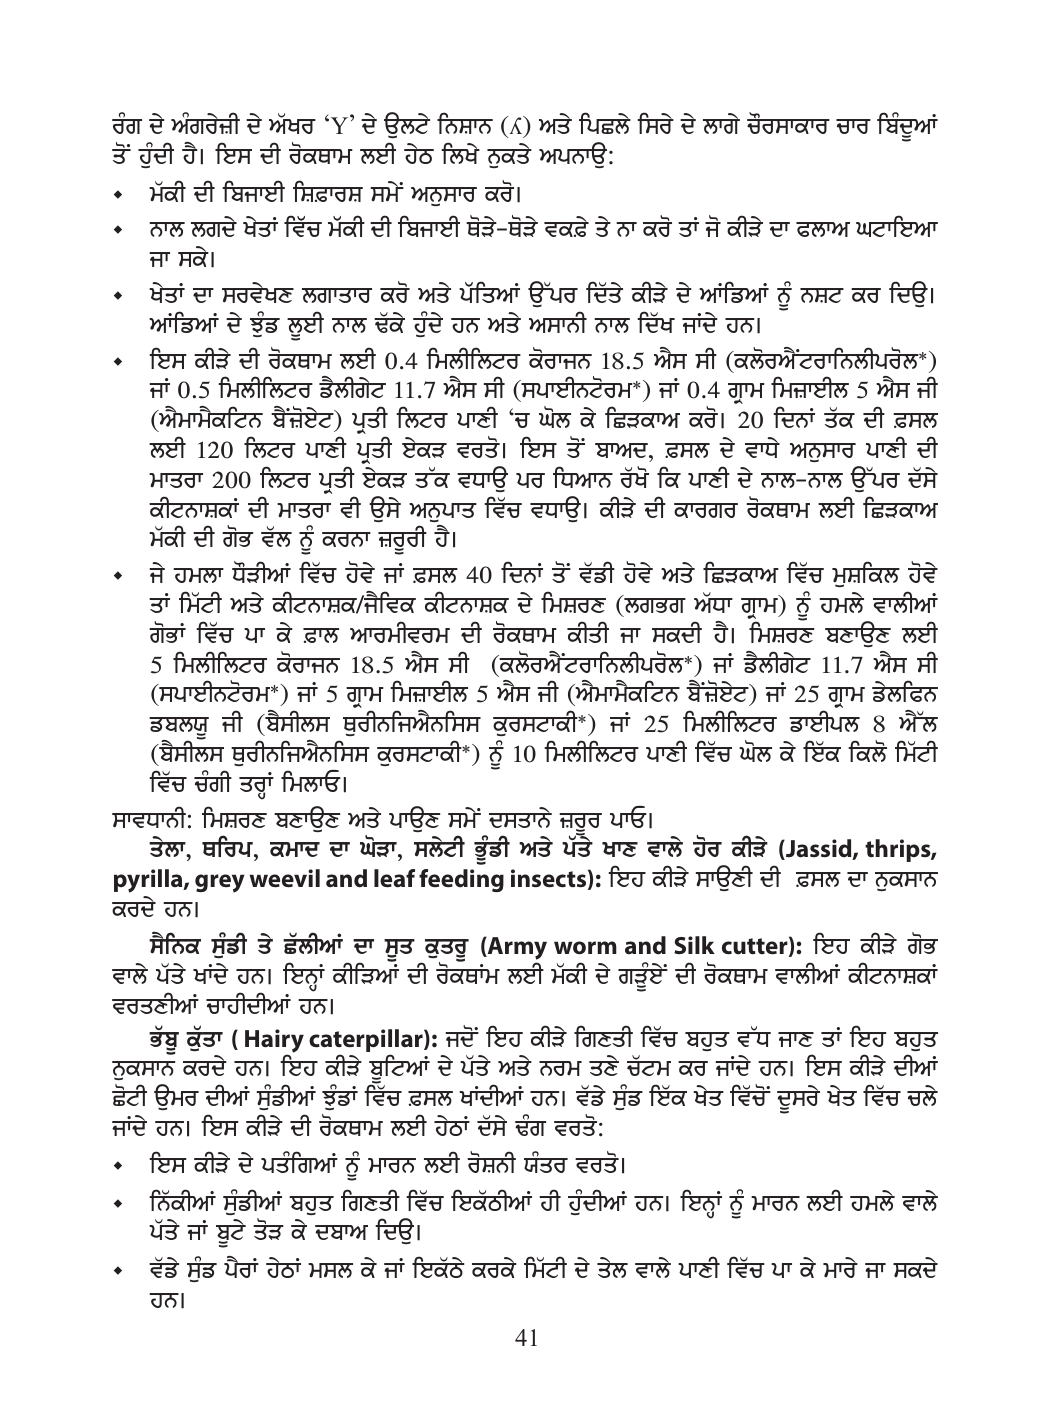 ਰੰਗ ਦੇ ਅੰਗਰੇਜ਼ੀ ਦੇ ਅੱਖਰ ‘Y’ ਦੇ ਉਲਟੇ ਨਿਸ਼ਾਨ (⅄) ਅਤੇ ਪਿਛਲੇ ਸਿਰੇ ਦੇ ਲਾਗੇ ਚੌਰਸਾਕਾਰ ਚਾਰ ਬਿੰਦੂਆਂ
ਤੋਂ ਹੁੰਦੀ ਹੈ। ਇਸ ਦੀ ਰੋਕਥਾਮ ਲਈ ਹੇਠ ਲਿਖੇ ਨੁਕਤੇ ਅਪਨਾਉ:
⬥ ਮੱਕੀ ਦੀ ਬਿਜਾਈ ਸ਼ਿਫ਼ਾਰਸ਼ ਸਮੇਂ ਅਨੁਸਾਰ ਕਰੋ।
⬥ ਨਾਲ ਲਗਦੇ ਖੇਤਾਂ ਵਿੱਚ ਮੱਕੀ ਦੀ ਬਿਜਾਈ ਥੋੜੇ-ਥੋੜੇ ਵਕਫ਼ੇ ਤੇ ਨਾ ਕਰੋ ਤਾਂ ਜੋ ਕੀੜੇ ਦਾ ਫਲਾਅ ਘਟਾਇਆ
ਜਾ ਸਕੇ।
⬥ ਖੇਤਾਂ ਦਾ ਸਰਵੇਖਣ ਲਗਾਤਾਰ ਕਰੋ ਅਤੇ ਪੱਤਿਆਂ ਉੱਪਰ ਦਿੱਤੇ ਕੀੜੇ ਦੇ ਆਂਡਿਆਂ ਨੂੰ ਨਸ਼ਟ ਕਰ ਦਿਉ।
ਆਂਡਿਆਂ ਦੇ ਝੁੰਡ ਲੂਈ ਨਾਲ ਢੱਕੇ ਹੁੰਦੇ ਹਨ ਅਤੇ ਅਸਾਨੀ ਨਾਲ ਦਿੱਖ ਜਾਂਦੇ ਹਨ।
⬥ ਇਸ ਕੀੜੇ ਦੀ ਰੋਕਥਾਮ ਲਈ 0.4 ਮਿਲੀਲਿਟਰ ਕੋਰਾਜਨ 18.5 ਐਸ ਸੀ (ਕਲੋਰਐਂਟਰਾਨਿਲੀਪਰੋਲ*)
ਜਾਂ 0.5 ਮਿਲੀਲਿਟਰ ਡੈਲੀਗੇਟ 11.7 ਐਸ ਸੀ (ਸਪਾਈਨਟੋਰਮ*) ਜਾਂ 0.4 ਗ੍ਰਾਮ ਮਿਜ਼ਾਈਲ 5 ਐਸ ਜੀ
(ਐਮਾਮੈਕਟਿਨ ਬੈਂਜ਼ੋਏਟ) ਪ੍ਰਤੀ ਲਿਟਰ ਪਾਣੀ ‘ਚ ਘੋਲ ਕੇ ਛਿੜਕਾਅ ਕਰੋ। 20 ਦਿਨਾਂ ਤੱਕ ਦੀ ਫ਼ਸਲ
ਲਈ 120 ਲਿਟਰ ਪਾਣੀ ਪ੍ਰਤੀ ਏਕੜ ਵਰਤੋ। ਇਸ ਤੋਂ ਬਾਅਦ, ਫ਼ਸਲ ਦੇ ਵਾਧੇ ਅਨੁਸਾਰ ਪਾਣੀ ਦੀ
ਮਾਤਰਾ 200 ਲਿਟਰ ਪ੍ਰਤੀ ਏਕੜ ਤੱਕ ਵਧਾਉ ਪਰ ਧਿਆਨ ਰੱਖੋ ਕਿ ਪਾਣੀ ਦੇ ਨਾਲ-ਨਾਲ ਉੱਪਰ ਦੱਸੇ
ਕੀਟਨਾਸ਼ਕਾਂ ਦੀ ਮਾਤਰਾ ਵੀ ਉਸੇ ਅਨੁਪਾਤ ਵਿੱਚ ਵਧਾਉ। ਕੀੜੇ ਦੀ ਕਾਰਗਰ ਰੋਕਥਾਮ ਲਈ ਛਿੜਕਾਅ
ਮੱਕੀ ਦੀ ਗੋਭ ਵੱਲ ਨੂੰ ਕਰਨਾ ਜ਼ਰੂਰੀ ਹੈ।
⬥ ਜੇ ਹਮਲਾ ਧੌੜੀਆਂ ਵਿੱਚ ਹੋਵੇ ਜਾਂ ਫ਼ਸਲ 40 ਦਿਨਾਂ ਤੋਂ ਵੱਡੀ ਹੋਵੇ ਅਤੇ ਛਿੜਕਾਅ ਵਿੱਚ ਮੁਸ਼ਕਿਲ ਹੋਵੇ
ਤਾਂ ਮਿੱਟੀ ਅਤੇ ਕੀਟਨਾਸ਼ਕ/ਜੈਵਿਕ ਕੀਟਨਾਸ਼ਕ ਦੇ ਮਿਸ਼ਰਣ (ਲਗਭਗ ਅੱਧਾ ਗ੍ਰਾਮ) ਨੂੰ ਹਮਲੇ ਵਾਲੀਆਂ
ਗੋਭਾਂ ਵਿੱਚ ਪਾ ਕੇ ਫ਼ਾਲ ਆਰਮੀਵਰਮ ਦੀ ਰੋਕਥਾਮ ਕੀਤੀ ਜਾ ਸਕਦੀ ਹੈ। ਮਿਸ਼ਰਣ ਬਣਾਉਣ ਲਈ
5 ਮਿਲੀਲਿਟਰ ਕੋਰਾਜਨ 18.5 ਐਸ ਸੀ (ਕਲੋਰਐਂਟਰਾਨਿਲੀਪਰੋਲ*) ਜਾਂ ਡੈਲੀਗੇਟ 11.7 ਐਸ ਸੀ
(ਸਪਾਈਨਟੋਰਮ*) ਜਾਂ 5 ਗ੍ਰਾਮ ਮਿਜ਼ਾਈਲ 5 ਐਸ ਜੀ (ਐਮਾਮੈਕਟਿਨ ਬੈਂਜ਼ੋਏਟ) ਜਾਂ 25 ਗ੍ਰਾਮ ਡੇਲਫਿਨ
ਡਬਲਯੂ ਜੀ (ਬੈਸੀਲਸ ਥੁਰੀਨਜਿਐਨਸਿਸ ਕੁਰਸਟਾਕੀ*) ਜਾਂ 25 ਮਿਲੀਲਿਟਰ ਡਾਈਪਲ 8 ਐੱਲ
(ਬੈਸੀਲਸ ਥੁਰੀਨਜਿਐਨਸਿਸ ਕੁਰਸਟਾਕੀ*) ਨੂੰ 10 ਮਿਲੀਲਿਟਰ ਪਾਣੀ ਵਿੱਚ ਘੋਲ ਕੇ ਇੱਕ ਕਿਲੋ ਮਿੱਟੀ
ਵਿੱਚ ਚੰਗੀ ਤਰ੍ਹਾਂ ਮਿਲਾਓ।
ਸਾਵਧਾਨੀ: ਮਿਸ਼ਰਣ ਬਣਾਉਣ ਅਤੇ ਪਾਉਣ ਸਮੇਂ ਦਸਤਾਨੇ ਜ਼ਰੂਰ ਪਾਓ।
ਤੇਲਾ, ਥਰਿਪ, ਕਮਾਦ ਦਾ ਘੋੜਾ, ਸਲੇਟੀ ਭੂੰਡੀ ਅਤੇ ਪੱਤੇ ਖਾਣ ਵਾਲੇ ਹੋਰ ਕੀੜੇ (Jassid, thrips,
pyrilla, grey weevil and leaf feeding insects): ਇਹ ਕੀੜੇ ਸਾਉਣੀ ਦੀ ਫ਼ਸਲ ਦਾ ਨੁਕਸਾਨ
ਕਰਦੇ ਹਨ।
ਸੈਨਿਕ ਸੁੰਡੀ ਤੇ ਛੱਲੀਆਂ ਦਾ ਸੂਤ ਕੁਤਰੂ (Army worm and Silk cutter): ਇਹ ਕੀੜੇ ਗੋਭ
ਵਾਲੇ ਪੱਤੇ ਖਾਂਦੇ ਹਨ। ਇਨ੍ਹਾਂ ਕੀੜਿਆਂ ਦੀ ਰੋਕਥਾਂਮ ਲਈ ਮੱਕੀ ਦੇ ਗੜੂੰਏਂ ਦੀ ਰੋਕਥਾਮ ਵਾਲੀਆਂ ਕੀਟਨਾਸ਼ਕਾਂ
ਵਰਤਣੀਆਂ ਚਾਹੀਦੀਆਂ ਹਨ।
ਭੱਬੂ ਕੁੱਤਾ ( Hairy caterpillar): ਜਦੋਂ ਇਹ ਕੀੜੇ ਗਿਣਤੀ ਵਿੱਚ ਬਹੁਤ ਵੱਧ ਜਾਣ ਤਾਂ ਇਹ ਬਹੁਤ
ਨੁਕਸਾਨ ਕਰਦੇ ਹਨ। ਇਹ ਕੀੜੇ ਬੂਟਿਆਂ ਦੇ ਪੱਤੇ ਅਤੇ ਨਰਮ ਤਣੇ ਚੱਟਮ ਕਰ ਜਾਂਦੇ ਹਨ। ਇਸ ਕੀੜੇ ਦੀਆਂ
ਛੋਟੀ ਉਮਰ ਦੀਆਂ ਸੁੰਡੀਆਂ ਝੁੰਡਾਂ ਵਿੱਚ ਫ਼ਸਲ ਖਾਂਦੀਆਂ ਹਨ। ਵੱਡੇ ਸੁੰਡ ਇੱਕ ਖੇਤ ਵਿੱਚੋਂ ਦੂਸਰੇ ਖੇਤ ਵਿੱਚ ਚਲੇ
ਜਾਂਦੇ ਹਨ। ਇਸ ਕੀੜੇ ਦੀ ਰੋਕਥਾਮ ਲਈ ਹੇਠਾਂ ਦੱਸੇ ਢੰਗ ਵਰਤੋ:
⬥ ਇਸ ਕੀੜੇ ਦੇ ਪਤੰਗਿਆਂ ਨੂੰ ਮਾਰਨ ਲਈ ਰੋਸ਼ਨੀ ਯੰਤਰ ਵਰਤੋ।
⬥ ਨਿੱਕੀਆਂ ਸੁੰਡੀਆਂ ਬਹੁਤ ਗਿਣਤੀ ਵਿੱਚ ਇਕੱਠੀਆਂ ਹੀ ਹੁੰਦੀਆਂ ਹਨ। ਇਨ੍ਹਾਂ ਨੂੰ ਮਾਰਨ ਲਈ ਹਮਲੇ ਵਾਲੇ
ਪੱਤੇ ਜਾਂ ਬੂਟੇ ਤੋੜ ਕੇ ਦਬਾਅ ਦਿਉ।
⬥ ਵੱਡੇ ਸੁੰਡ ਪੈਰਾਂ ਹੇਠਾਂ ਮਸਲ ਕੇ ਜਾਂ ਇਕੱਠੇ ਕਰਕੇ ਮਿੱਟੀ ਦੇ ਤੇਲ ਵਾਲੇ ਪਾਣੀ ਵਿੱਚ ਪਾ ਕੇ ਮਾਰੇ ਜਾ ਸਕਦੇ
ਹਨ।
41